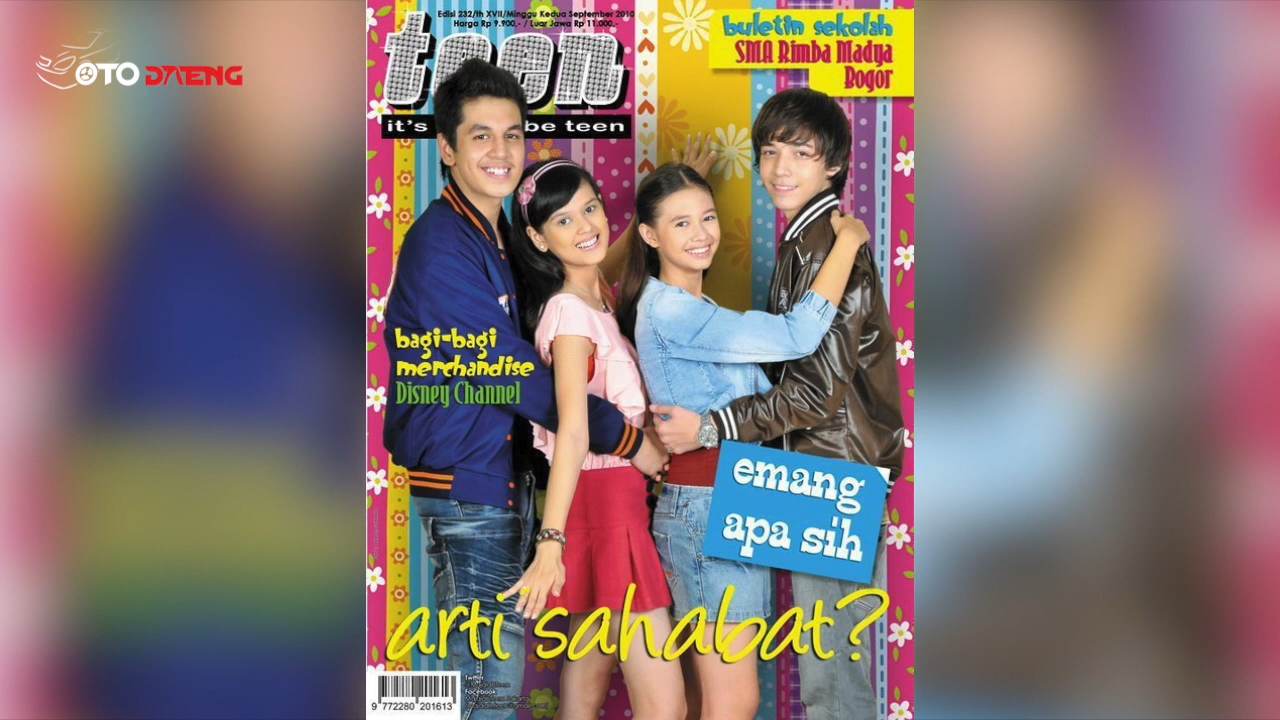 OTO DAENG
Edisi 232/th XVII/Minggu Kedua September 2010
Harga Rp 9.900,- / Luar Jawa Rp 11.000,-
teen
it's be teen
buletin sekolah
SMA Rimba Madya
Bogor
bagi-bagi
merchandise
Disney Channel
emang
apa sih
arti sahabat?
Twitter
Facebook
9 772280 201613